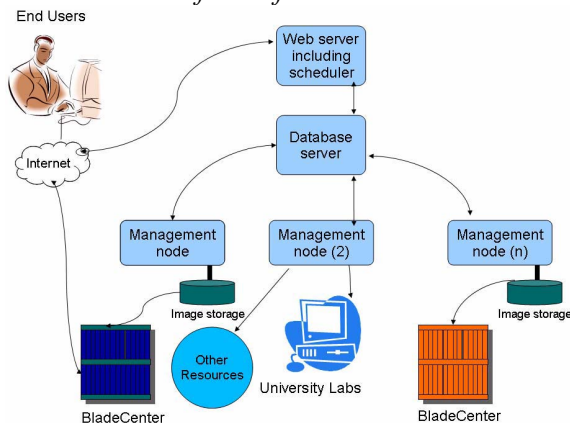 End Users
Web server
including
scheduler
Database
server
Internet
Management
node
Management
node (2)
Management
node (n)
Image storage
Image storage
Other
Resources
University Labs
BladeCenter
BladeCenter